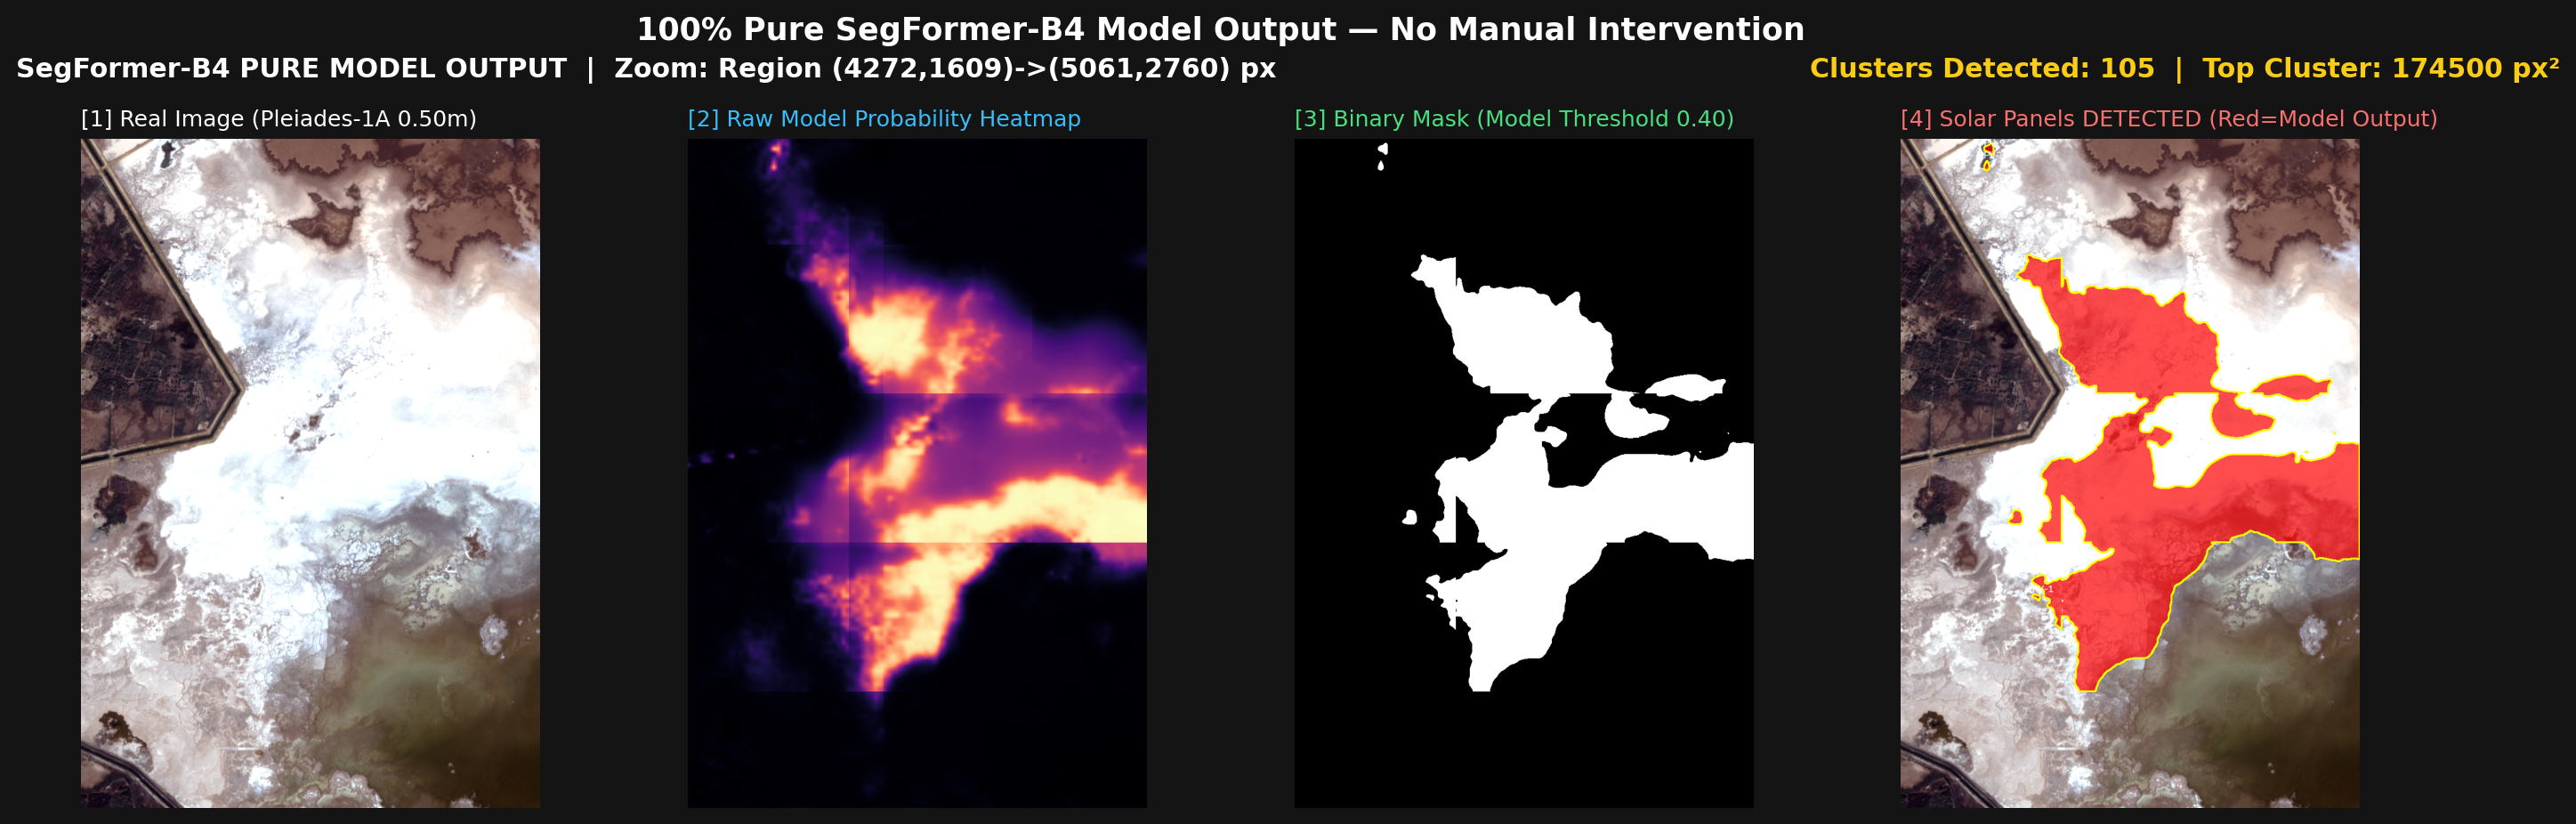 100% Pure SegFormer-B4 Model Output — No Manual Intervention
SegFormer-B4 PURE MODEL OUTPUT | Zoom: Region (4272,1609)->(5061,2760) px
Clusters Detected: 105 | Top Cluster: 174500 px²
[1] Real Image (Pleiades-1A 0.50m)
[2] Raw Model Probability Heatmap
[3] Binary Mask (Model Threshold 0.40)
[4] Solar Panels DETECTED (Red=Model Output)